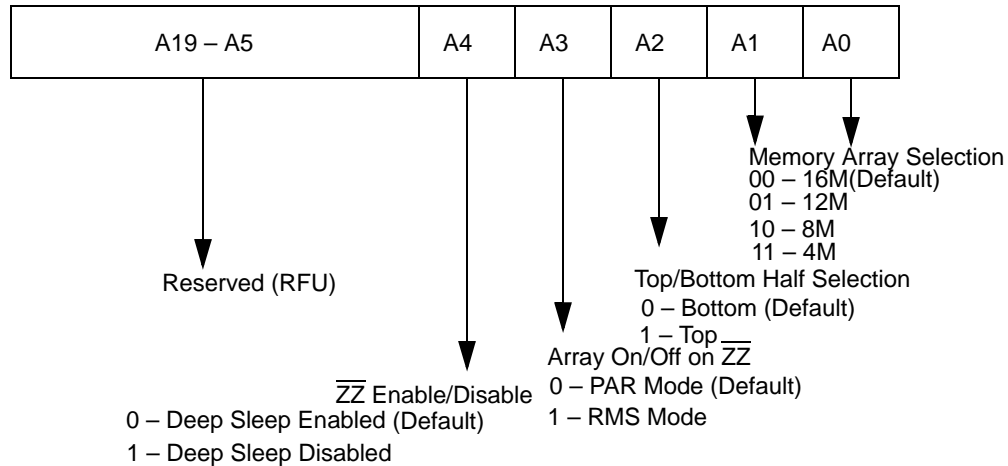 A19 – A5 A4 A3 A2 A1 A0
Memory Array Selection
00 – 16M(Default)
01 – 12M
10 – 8M
11 – 4M
Reserved (RFU)
Top/Bottom Half Selection
0 – Bottom (Default)
1 – Top
Array On/Off on Z̅Z̅
0 – PAR Mode (Default)
1 – RMS Mode
Z̅Z̅ Enable/Disable
0 – Deep Sleep Enabled (Default)
1 – Deep Sleep Disabled